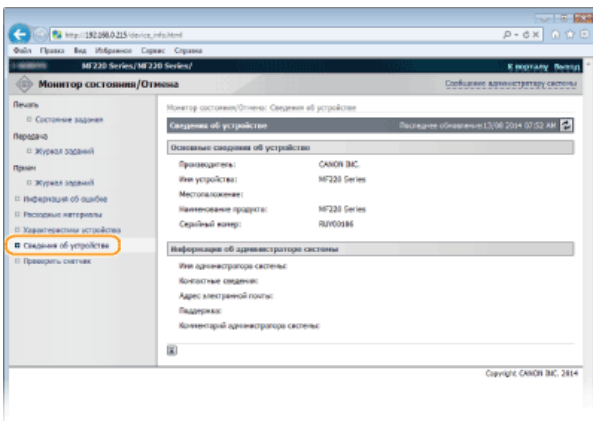 http://192.168.0.215/device_info.html
Файл Правка Вид Избранное Сервис Справка
MF220 Series/MF220 Series/
К порталу Выход
Монитор состояния/Отмена
Сообщение администратору системы
Печать
Состояние задания
Передача
Журнал заданий
Прием
Журнал заданий
Информация об ошибке
Расходные материалы
Характеристики устройства
Сведения об устройстве
Проверить счетчик
Монитор состояния/Отмена: Сведения об устройстве
Сведения об устройстве
Последнее обновление:13/08 2014 07:52 AM
Основные сведения об устройстве
Производитель: CANON INC.
Имя устройства: MF220 Series
Местоположение:
Наименование продукта: MF220 Series
Серийный номер: RUY00186
Информация об администраторе системы
Имя администратора системы:
Контактные сведения:
Адрес электронной почты:
Поддержка:
Комментарий администратора системы:
Copyright CANON INC. 2014